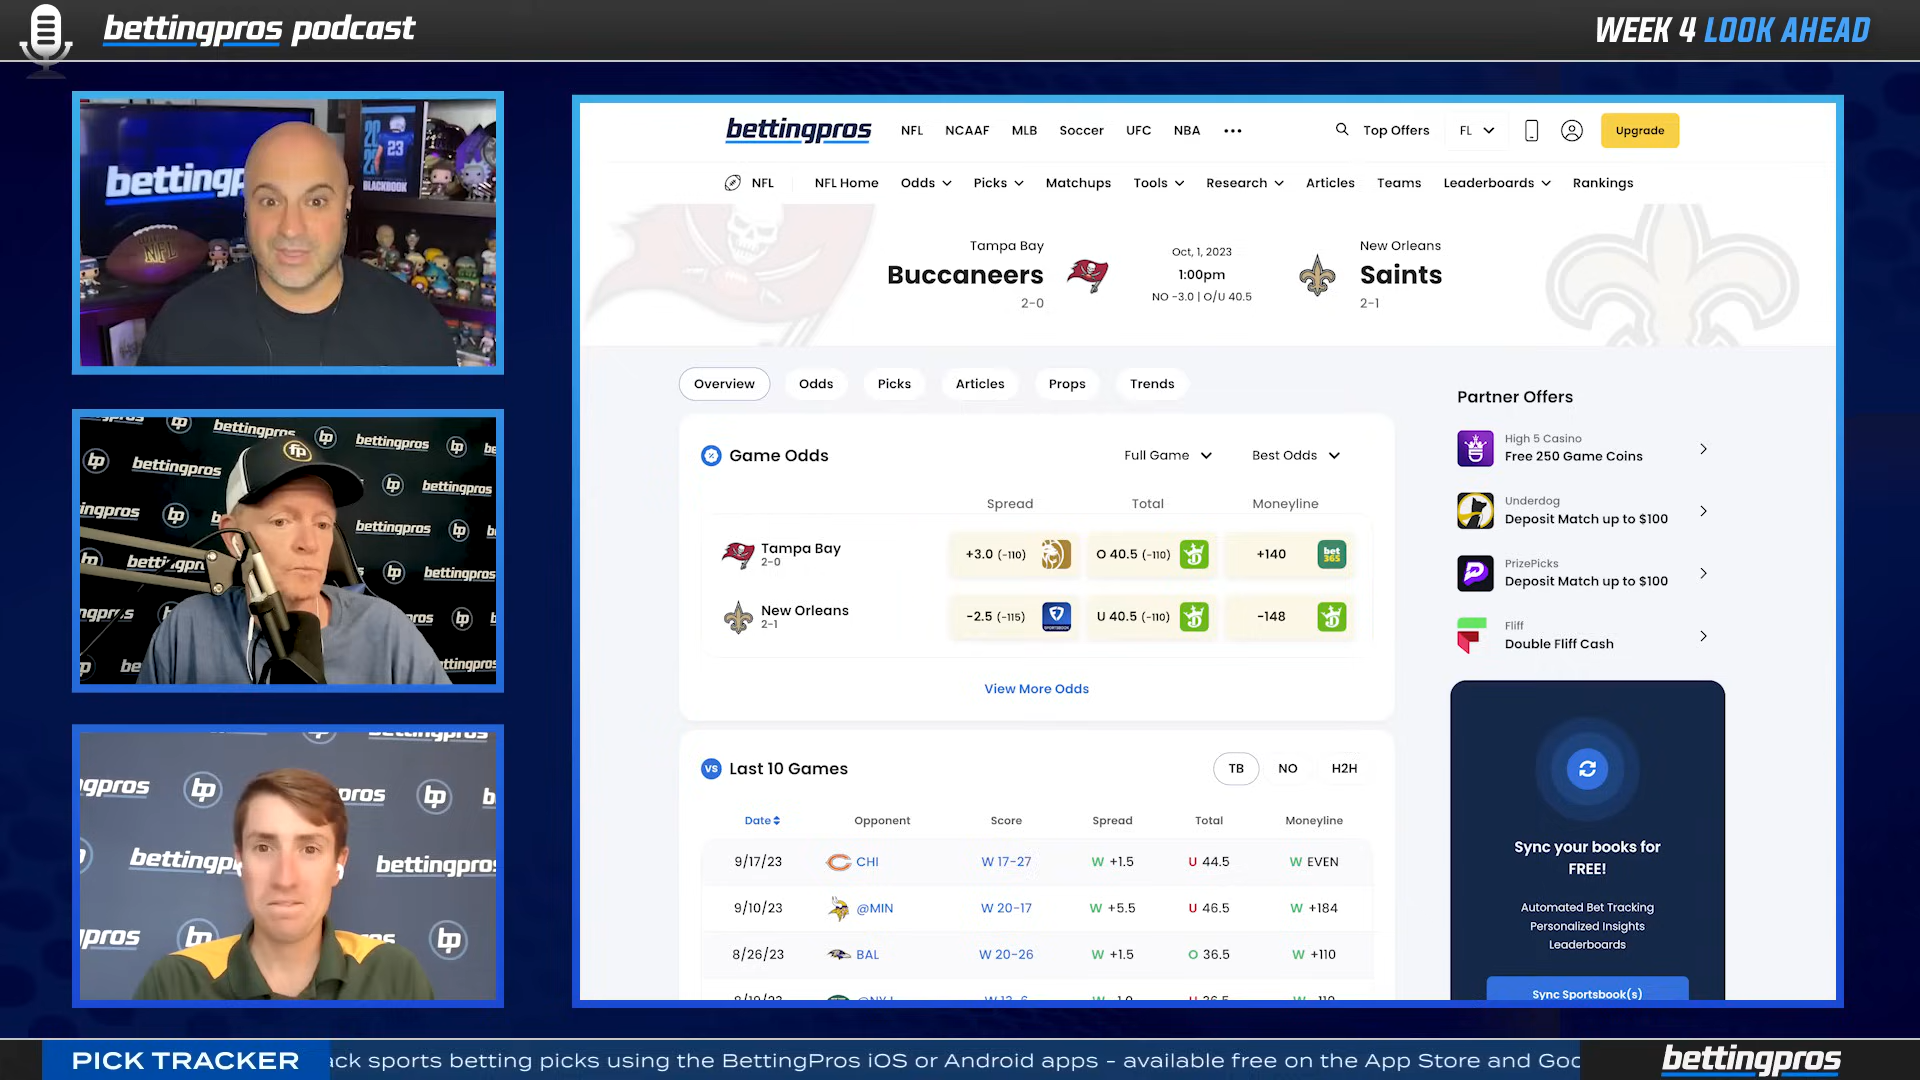 bettingpros podcast
WEEK 4 LOOK AHEAD
bettingpros
NFL
NCAAF
MLB
Soccer
UFC
NBA
Top Offers
FL
Upgrade
NFL
NFL Home
Odds
Picks
Matchups
Tools
Research
Articles
Teams
Leaderboards
Rankings
Tampa Bay
Buccaneers
2-0
Oct, 1, 2023
1:00pm
NO -3.0 | O/U 40.5
New Orleans
Saints
2-1
Overview
Odds
Picks
Articles
Props
Trends
Game Odds
Full Game
Best Odds
Spread
Total
Moneyline
Tampa Bay
2-0
+3.0 (-110)
O 40.5 (-110)
+140
bet365
New Orleans
2-1
-2.5 (-115)
U 40.5 (-110)
-148
View More Odds
VS
Last 10 Games
TB
NO
H2H
Date
Opponent
Score
Spread
Total
Moneyline
9/17/23
CHI
W 17-27
W +1.5
U 44.5
W EVEN
9/10/23
@MIN
W 20-17
W +5.5
U 46.5
W +184
8/26/23
BAL
W 20-26
W +1.5
O 36.5
W +110
Partner Offers
High 5 Casino
Free 250 Game Coins
Underdog
Deposit Match up to $100
PrizePicks
Deposit Match up to $100
Fliff
Double Fliff Cash
Sync your books for
FREE!
Automated Bet Tracking
Personalized Insights
Leaderboards
Sync Sportsbook(s)
23
BLACKBOOK
NFL
fp
bp
bettingpros
PICK TRACKER
ack sports betting picks using the BettingPros iOS or Android apps - available free on the App Store and Goo
bettingpros